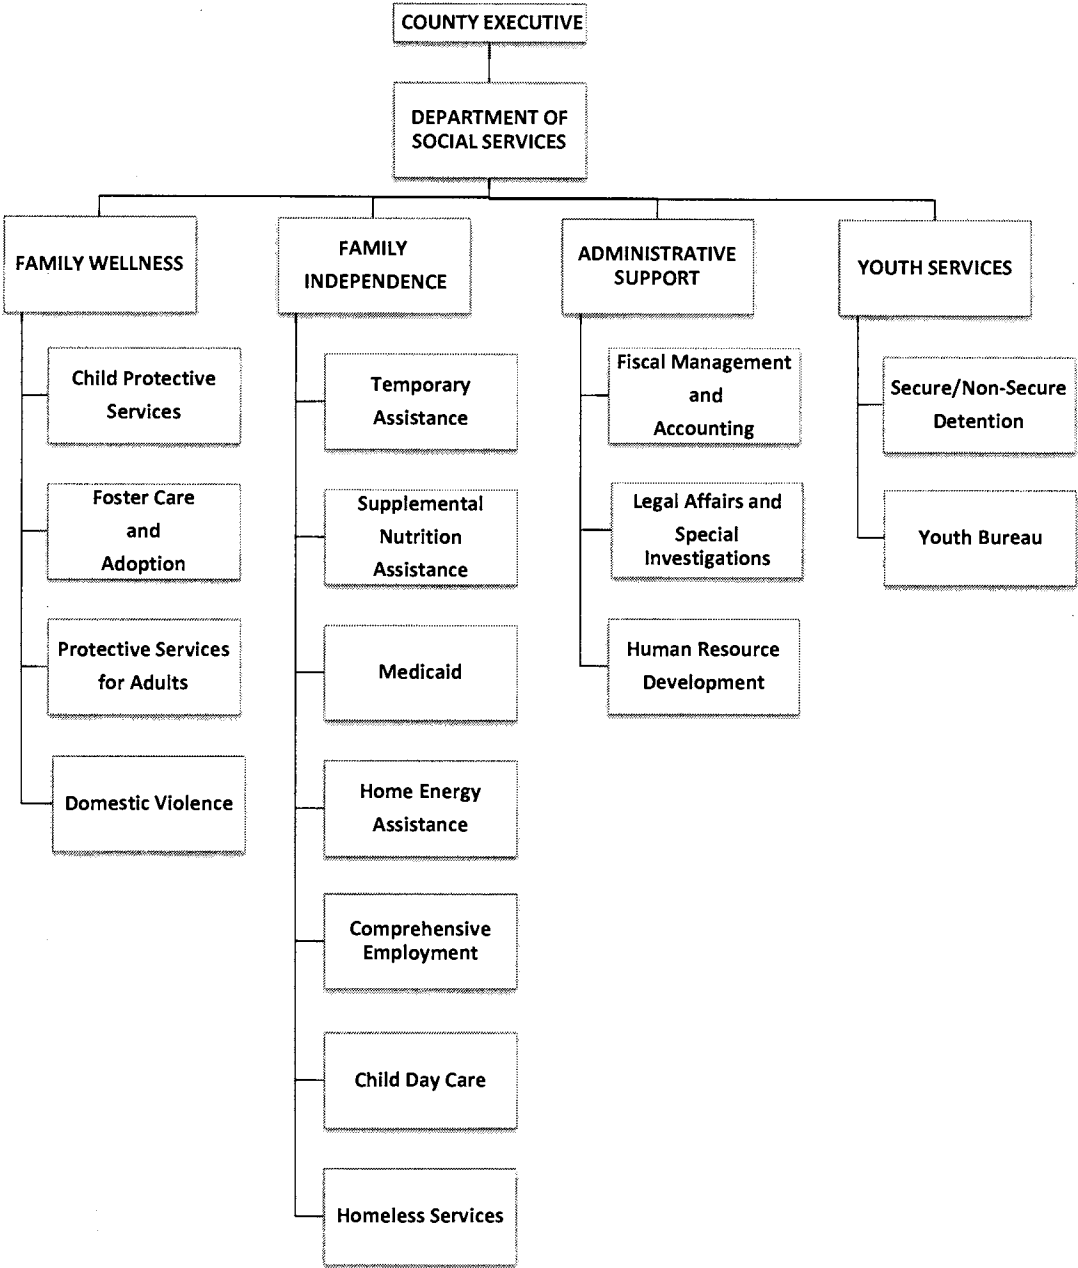 COUNTY EXECUTIVE
DEPARTMENT OF
SOCIAL SERVICES
FAMILY WELLNESS
Child Protective
Services
Foster Care
and
Adoption
Protective Services
for Adults
Domestic Violence
FAMILY
INDEPENDENCE
Temporary
Assistance
Supplemental
Nutrition
Assistance
Medicaid
Home Energy
Assistance
Comprehensive
Employment
Child Day Care
Homeless Services
ADMINISTRATIVE
SUPPORT
Fiscal Management
and
Accounting
Legal Affairs and
Special
Investigations
Human Resource
Development
YOUTH SERVICES
Secure/Non-Secure
Detention
Youth Bureau